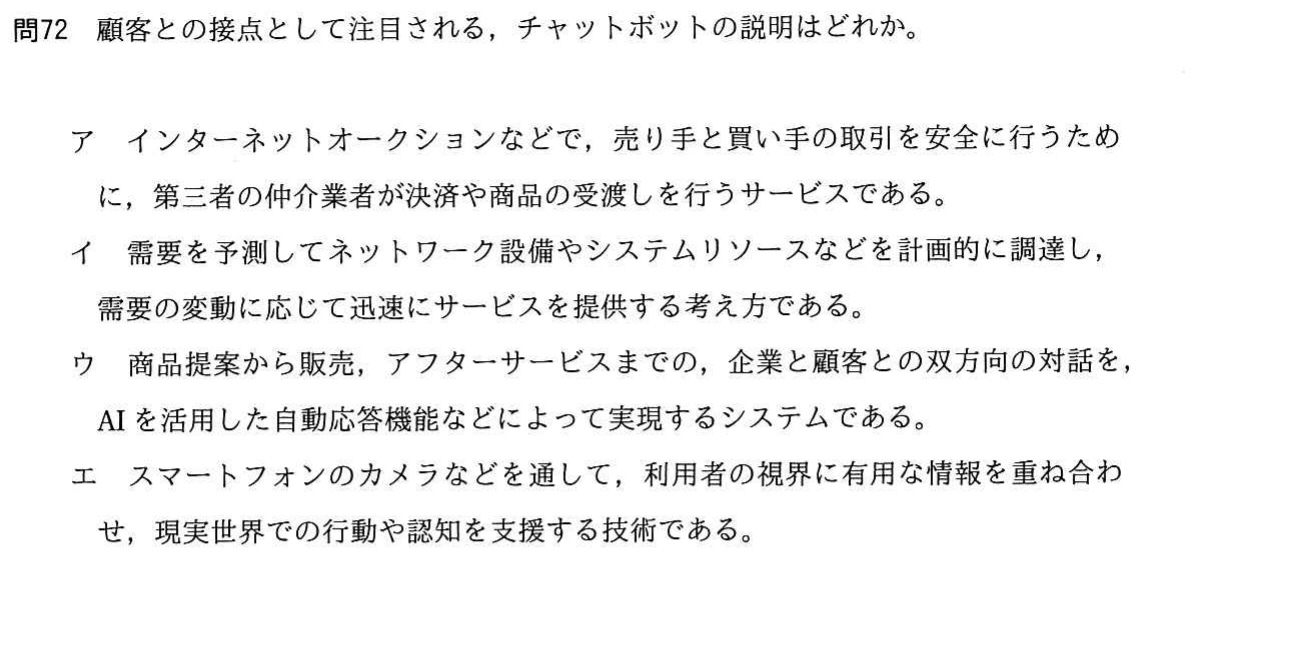 問72 顧客との接点として注目される，チャットボットの説明はどれか。
ア インターネットオークションなどで，売り手と買い手の取引を安全に行うため
に，第三者の仲介業者が決済や商品の受渡しを行うサービスである。
イ 需要を予測してネットワーク設備やシステムリソースなどを計画的に調達し，
需要の変動に応じて迅速にサービスを提供する考え方である。
ウ 商品提案から販売，アフターサービスまでの，企業と顧客との双方向の対話を，
AIを活用した自動応答機能などによって実現するシステムである。
エ スマートフォンのカメラなどを通して，利用者の視界に有用な情報を重ね合わ
せ，現実世界での行動や認知を支援する技術である。